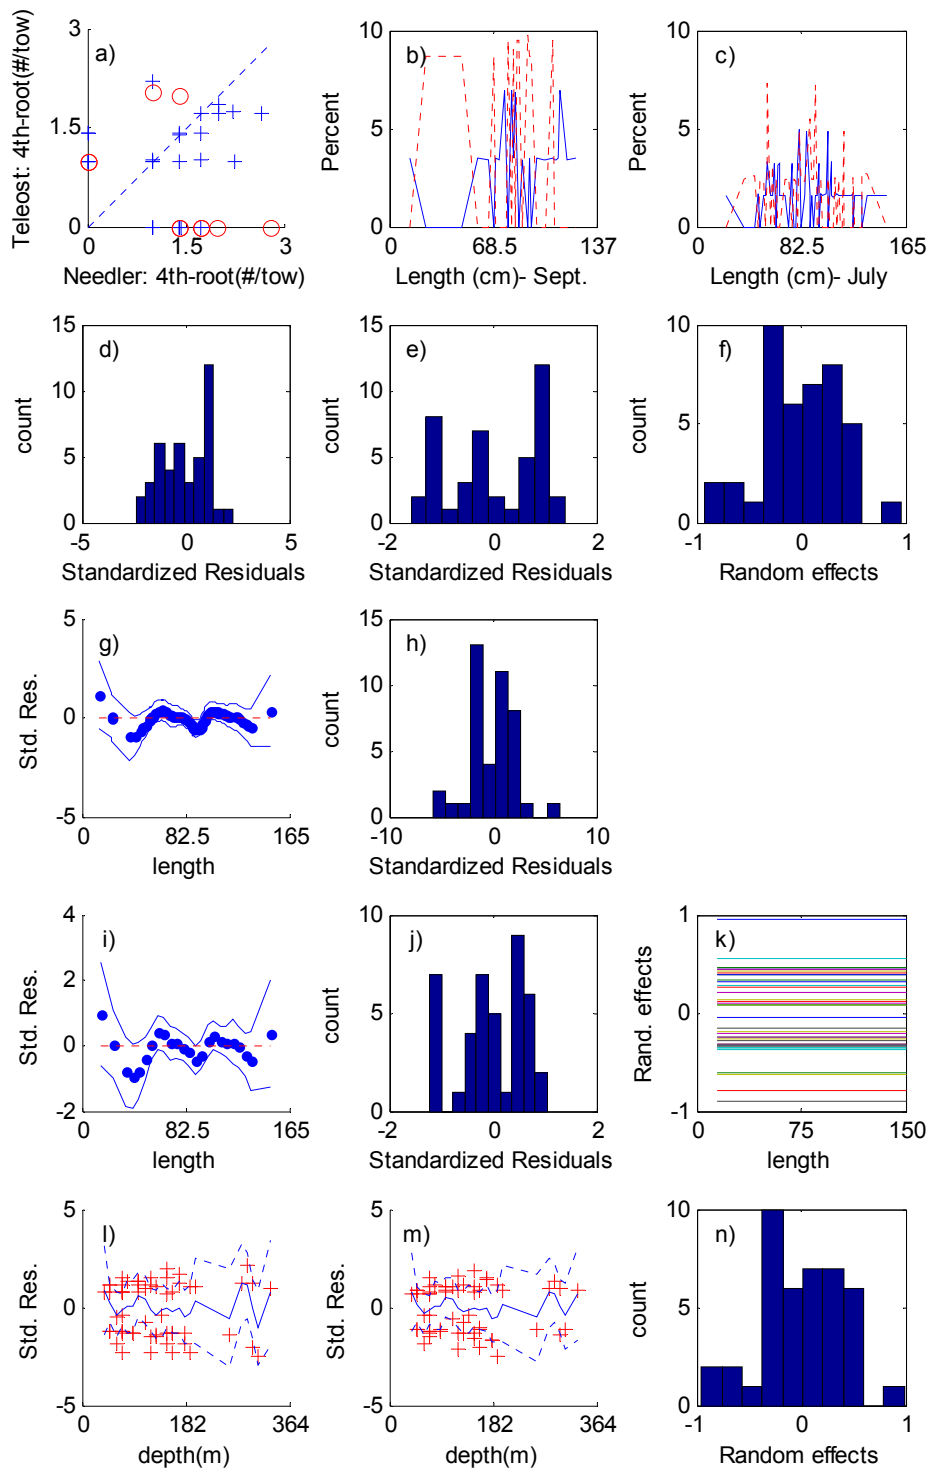 a)
Teleost: 4th-root(#/tow)
3
1.5
0
0
1.5
3
Needler: 4th-root(#/tow)
b)
Percent
10
5
0
0
68.5
137
Length (cm)- Sept.
c)
Percent
10
5
0
0
82.5
165
Length (cm)- July
d)
count
15
10
5
0
-5
0
5
Standardized Residuals
e)
count
15
10
5
0
-2
0
2
Standardized Residuals
f)
count
10
5
0
-1
0
1
Random effects
g)
Std. Res.
5
0
-5
0
82.5
165
length
h)
count
15
10
5
0
-10
0
10
Standardized Residuals
i)
Std. Res.
4
2
0
-2
0
82.5
165
length
j)
count
10
5
0
-2
0
2
Standardized Residuals
k)
Rand. effects
1
0
-1
0
75
150
length
l)
Std. Res.
5
0
-5
0
182
364
depth(m)
m)
Std. Res.
5
0
-5
0
182
364
depth(m)
n)
count
10
5
0
-1
0
1
Random effects